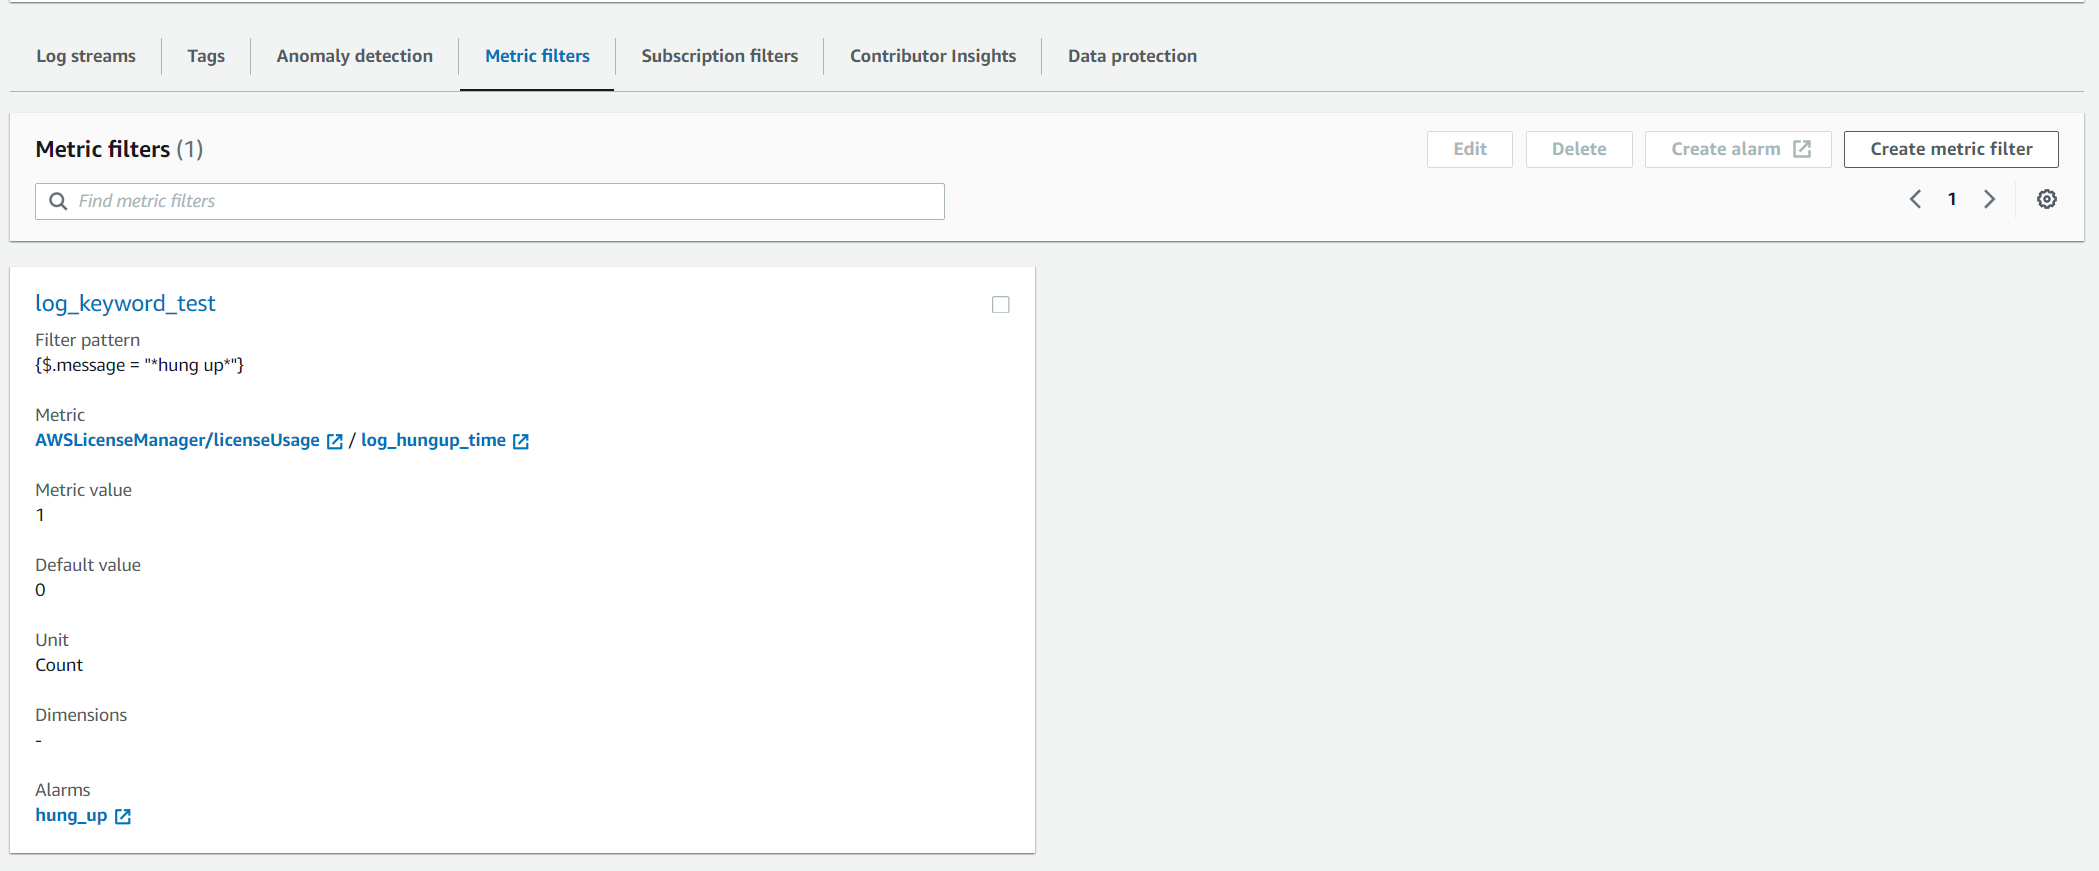 Log streams
Tags
Anomaly detection
Metric filters
Subscription filters
Contributor Insights
Data protection
Metric filters (1)
Edit
Delete
Create alarm
Create metric filter
Find metric filters
1
log_keyword_test
Filter pattern
{$.message = "*hung up*"}
Metric
AWSLicenseManager/licenseUsage / log_hungup_time
Metric value
1
Default value
0
Unit
Count
Dimensions
-
Alarms
hung_up